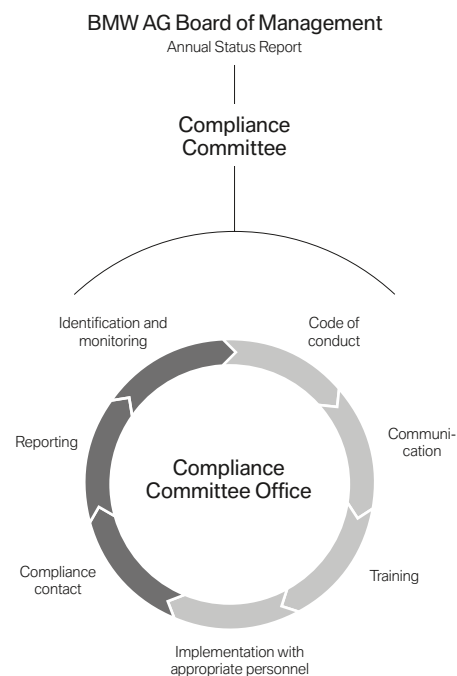 BMW AG Board of Management
Annual Status Report
Compliance
Committee
Identification and
monitoring
Code of
conduct
Reporting
Communi-
cation
Compliance
Committee Office
Compliance
contact
Training
Implementation with
appropriate personnel